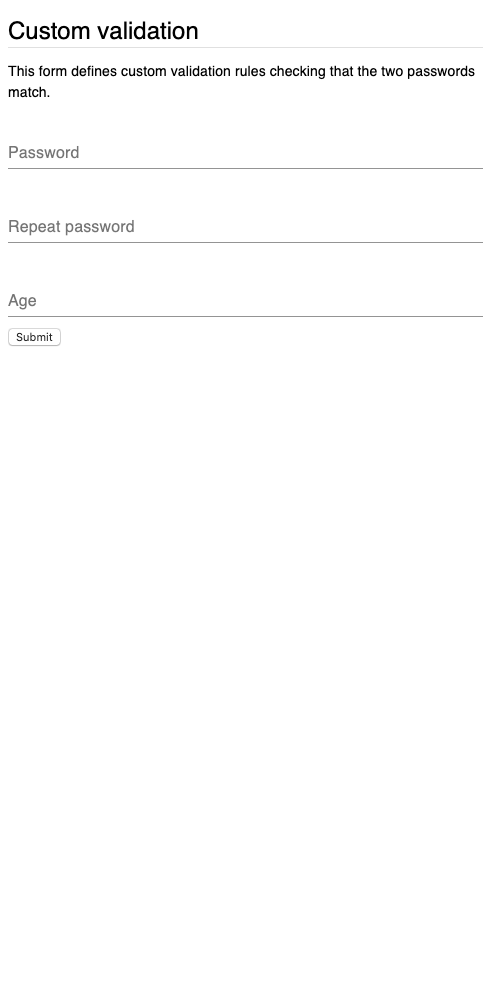 Custom validation
This form defines custom validation rules checking that the two passwords
match.
Password
Repeat password
Age
Submit